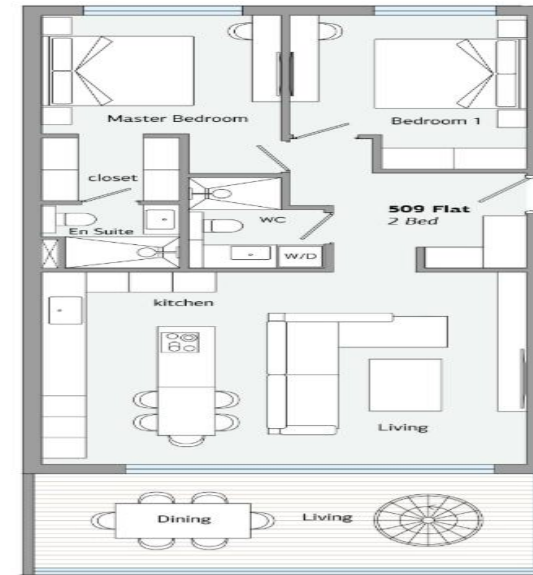 Master Bedroom
Bedroom 1
closet
509 Flat
2 Bed
En Suite
WC
W/D
kitchen
Living
Dining
Living